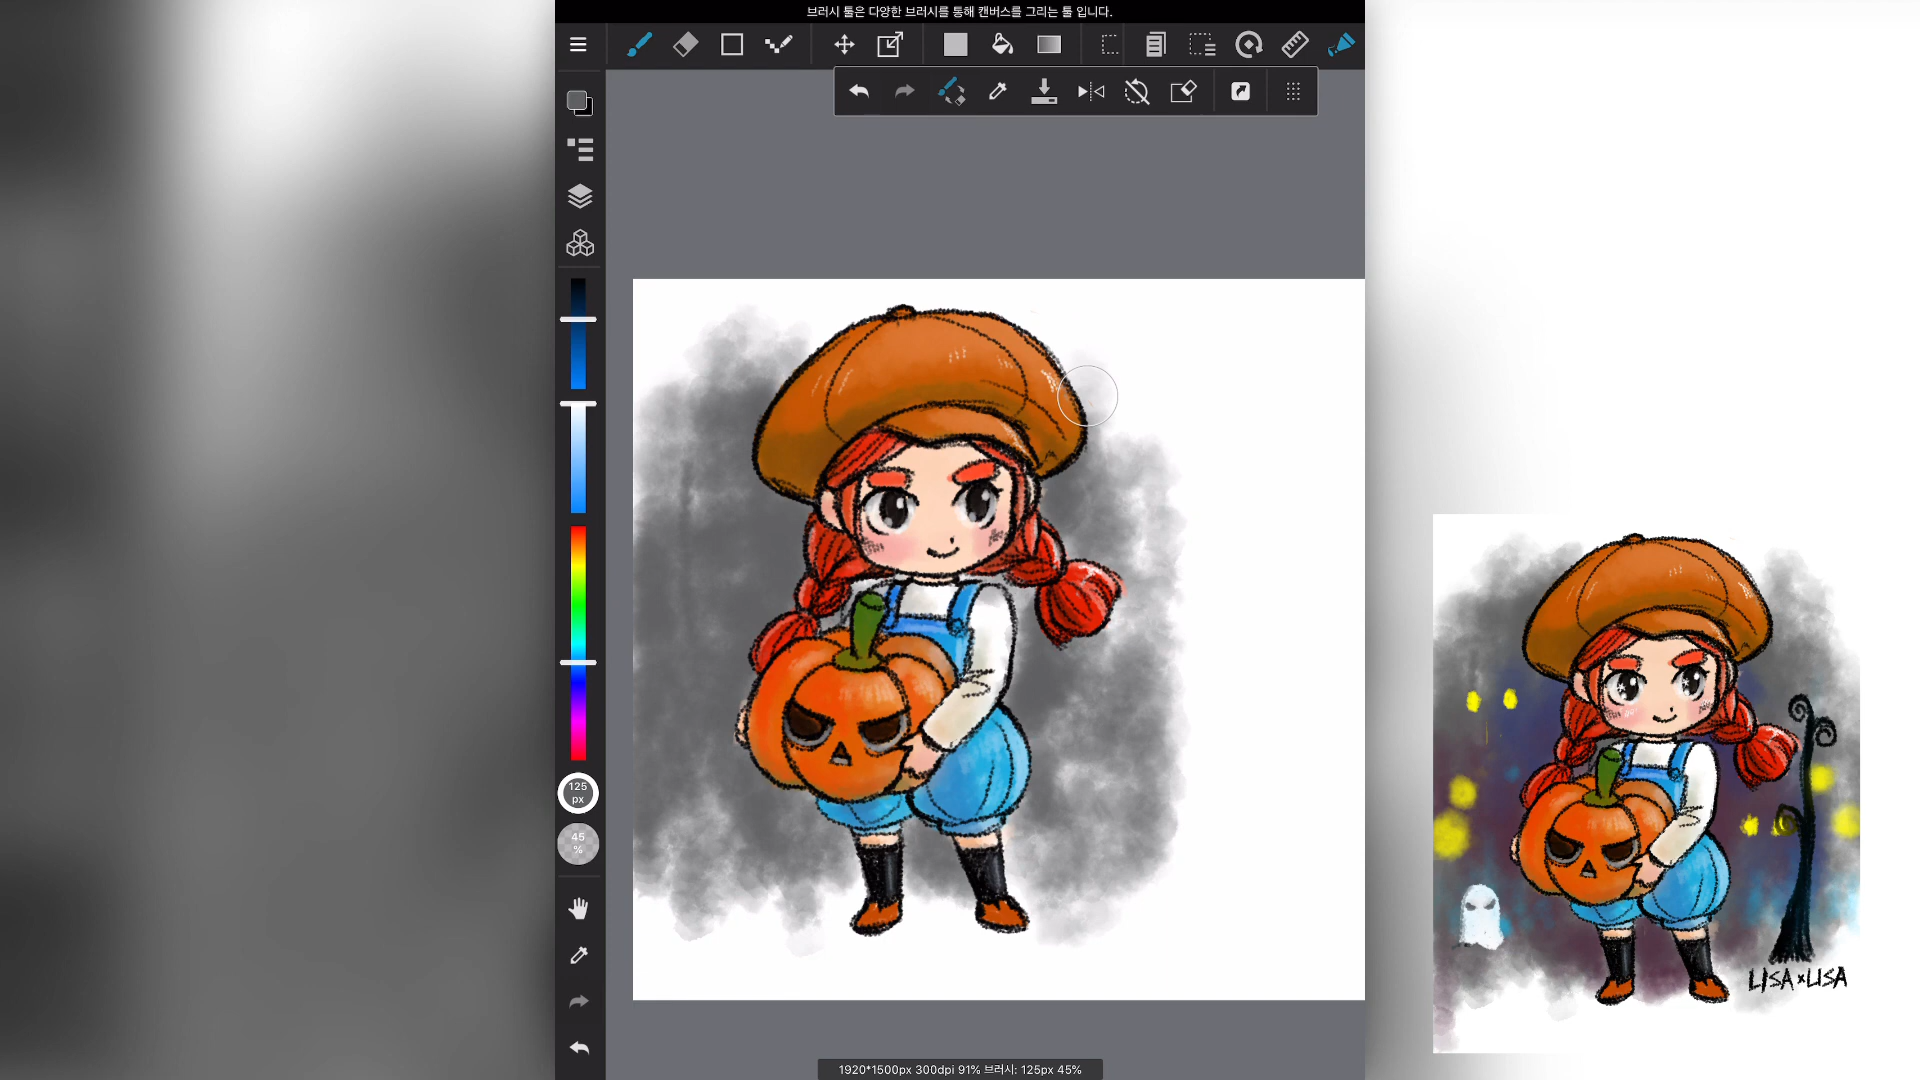 브러시 툴은 다양한 브러시를 통해 캔버스를 그리는 툴 입니다.
125
px
45
%
LISA×LISA
1920*1500px 300dpi 91% 브러시: 125px 45%